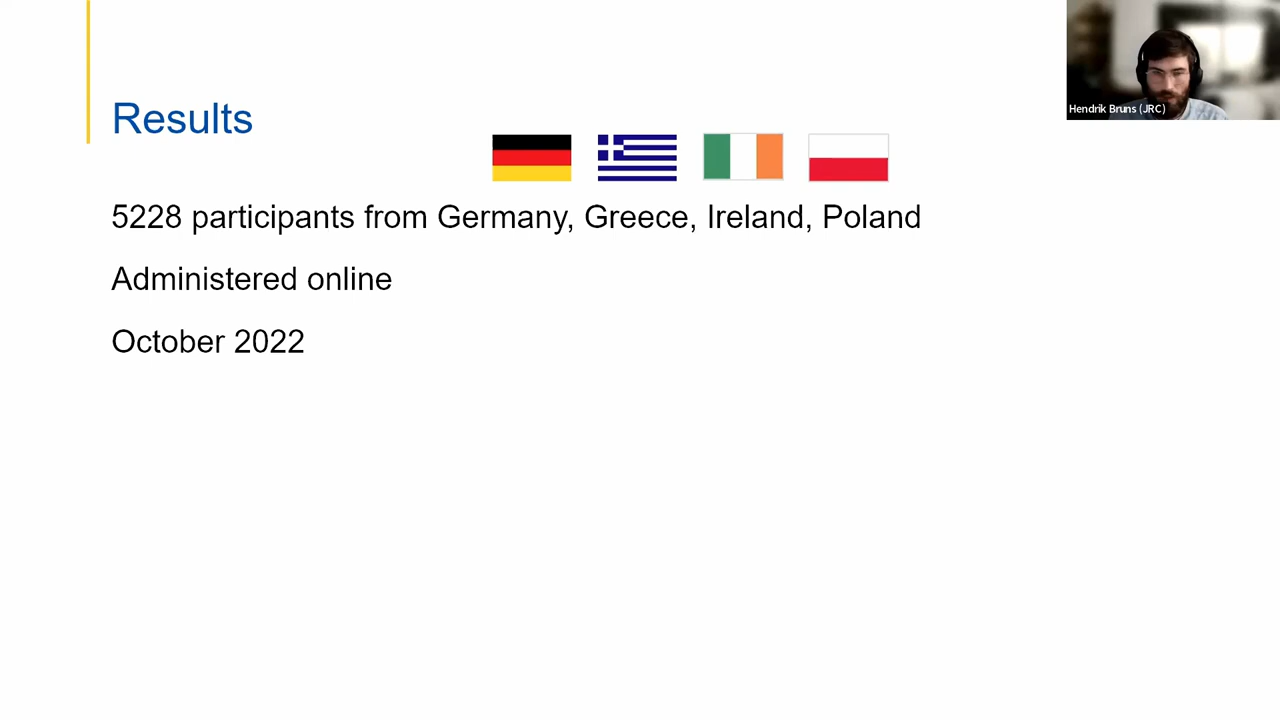 Hendrik Bruns (JRC)
Results
5228 participants from Germany, Greece, Ireland, Poland
Administered online
October 2022